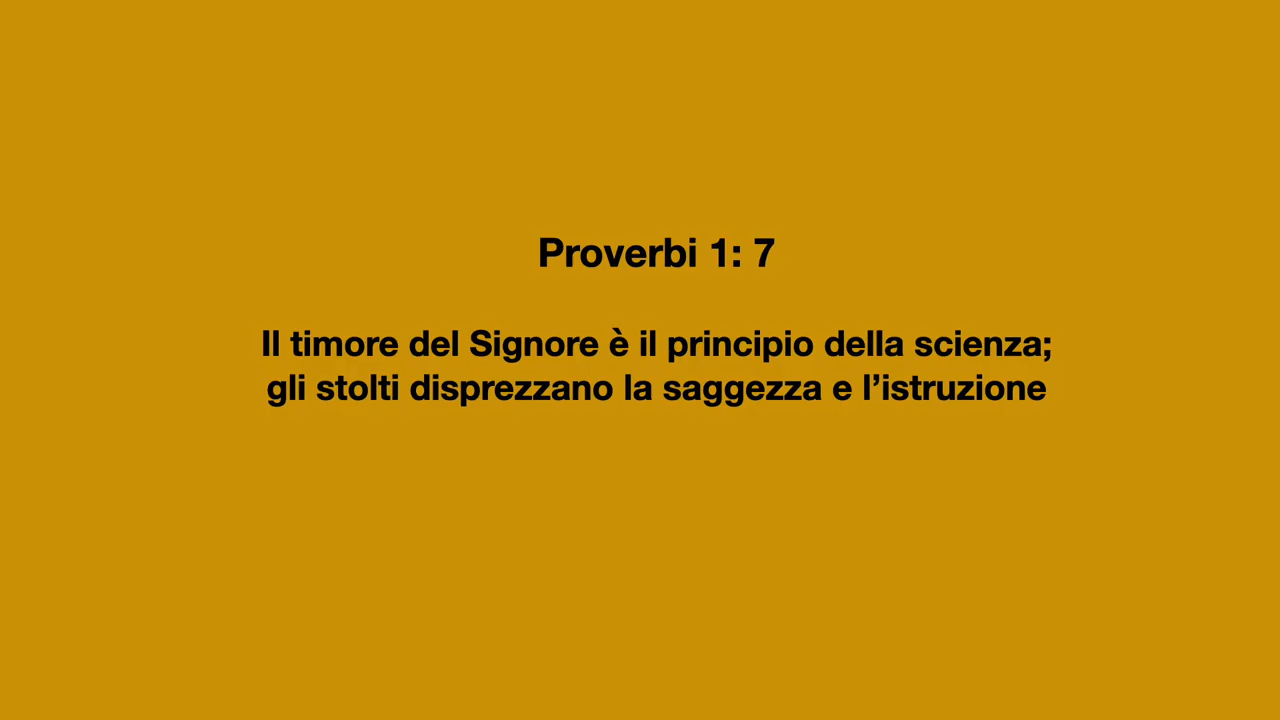 Proverbi 1: 7
Il timore del Signore è il principio della scienza;
gli stolti disprezzano la saggezza e l’istruzione